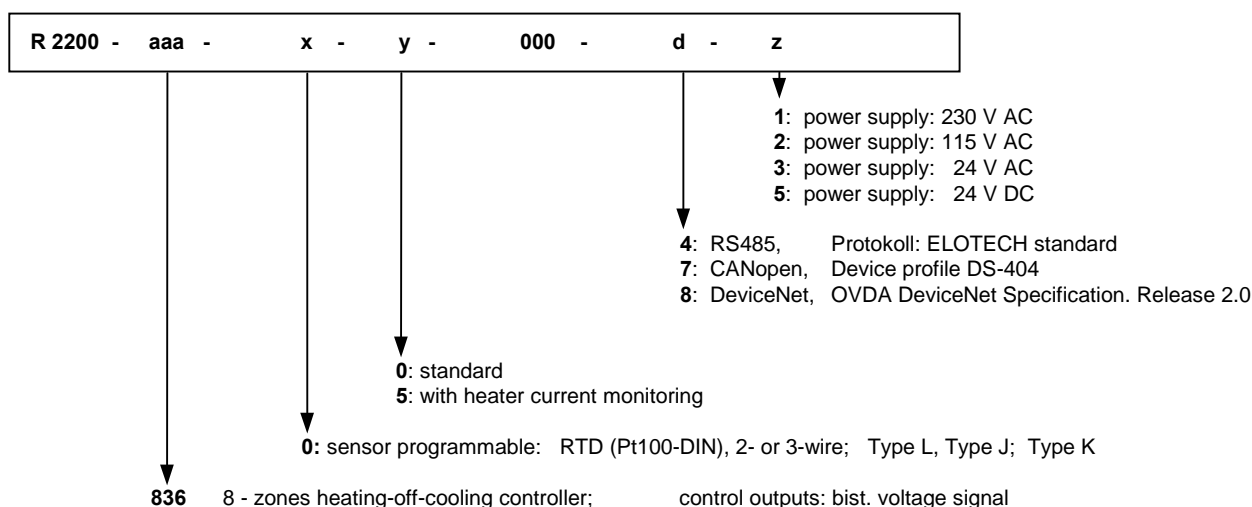 R 2200 - aaa - x - y - 000 - d - z
1: power supply: 230 V AC
2: power supply: 115 V AC
3: power supply: 24 V AC
5: power supply: 24 V DC
4: RS485, Protokoll: ELOTECH standard
7: CANopen, Device profile DS-404
8: DeviceNet, OVDA DeviceNet Specification. Release 2.0
0: standard
5: with heater current monitoring
0: sensor programmable: RTD (Pt100-DIN), 2- or 3-wire; Type L, Type J; Type K
836 8 - zones heating-off-cooling controller; control outputs: bist. voltage signal